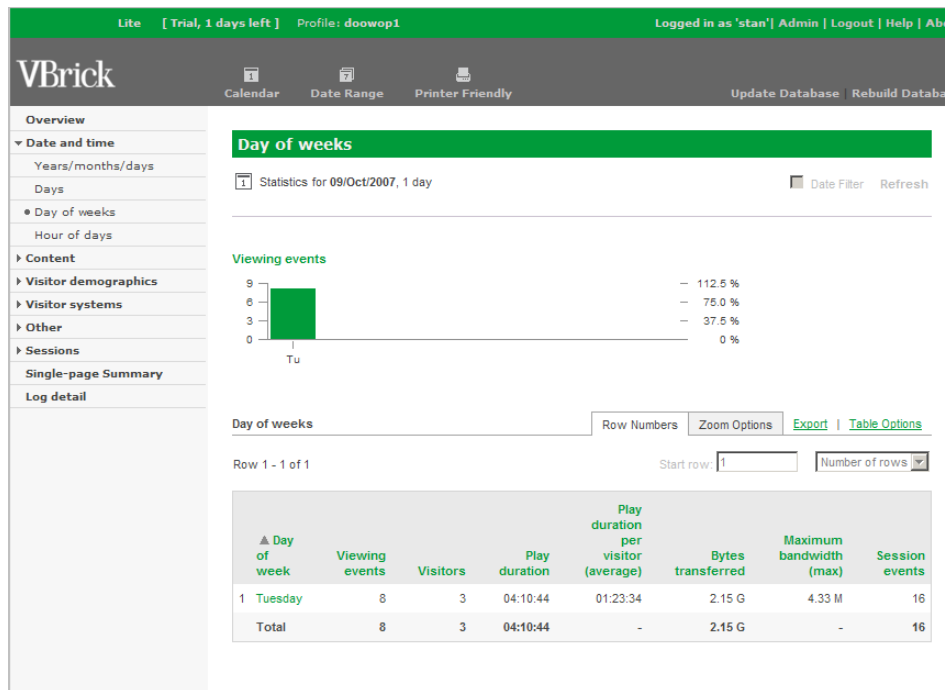 Lite [ Trial, 1 days left ] Profile: doowop1 Logged in as 'stan'| Admin | Logout | Help | Abo
VBrick
1 Calendar 7 Date Range Printer Friendly Update Database | Rebuild Databa
Overview
Date and time
Years/months/days
Days
Day of weeks
Hour of days
Content
Visitor demographics
Visitor systems
Other
Sessions
Single-page Summary
Log detail
Day of weeks
1 Statistics for 09/Oct/2007, 1 day Date Filter Refresh
Viewing events
9 112.5 %
6 75.0 %
3 37.5 %
0 0 %
Tu
Day of weeks Row Numbers Zoom Options Export | Table Options
Row 1 - 1 of 1 Start row: 1 Number of rows
Day of week Viewing events Visitors Play duration Play duration per visitor (average) Bytes transferred Maximum bandwidth (max) Session events
1 Tuesday 8 3 04:10:44 01:23:34 2.15 G 4.33 M 16
Total 8 3 04:10:44 - 2.15 G - 16